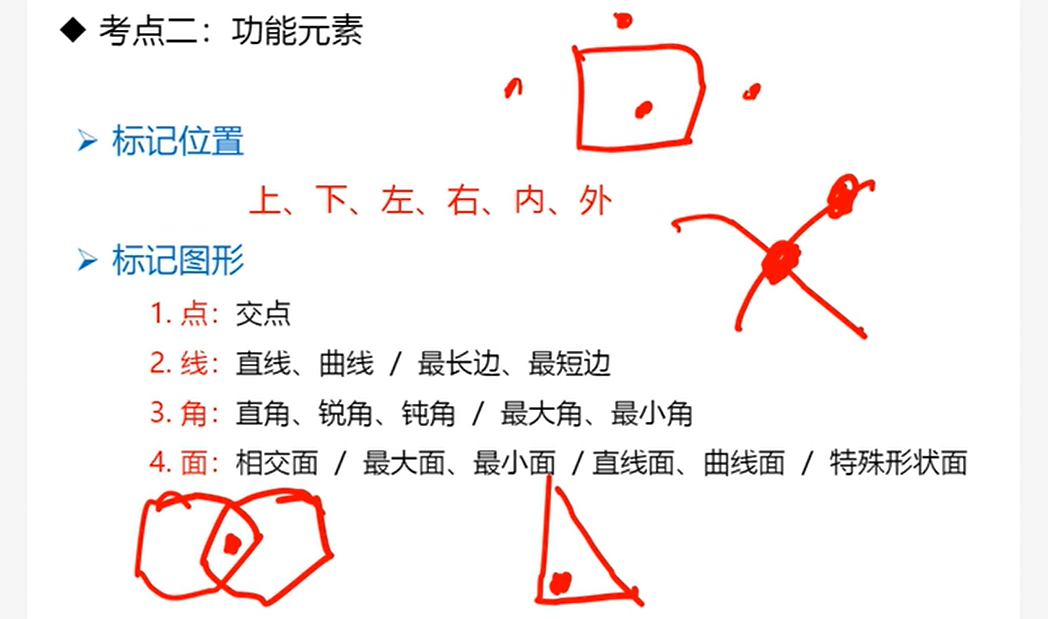 ◆ 考点二：功能元素
➢ 标记位置
上、下、左、右、内、外
➢ 标记图形
1. 点：交点
2. 线：直线、曲线 / 最长边、最短边
3. 角：直角、锐角、钝角 / 最大角、最小角
4. 面：相交面 / 最大面、最小面 / 直线面、曲线面 / 特殊形状面